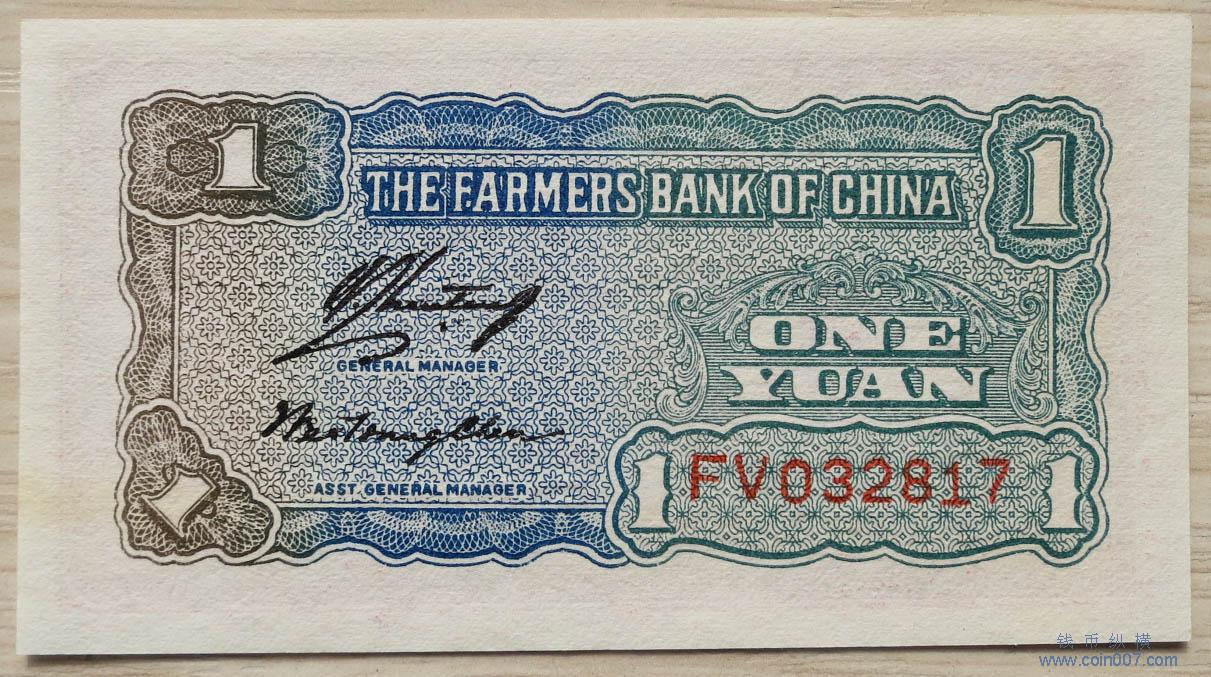 1
1
THE FARMERS BANK OF CHINA
GENERAL MANAGER
ONE
YUAN
ASST. GENERAL MANAGER
1 FV032817 1
1
钱币纵横
www.coin007.com